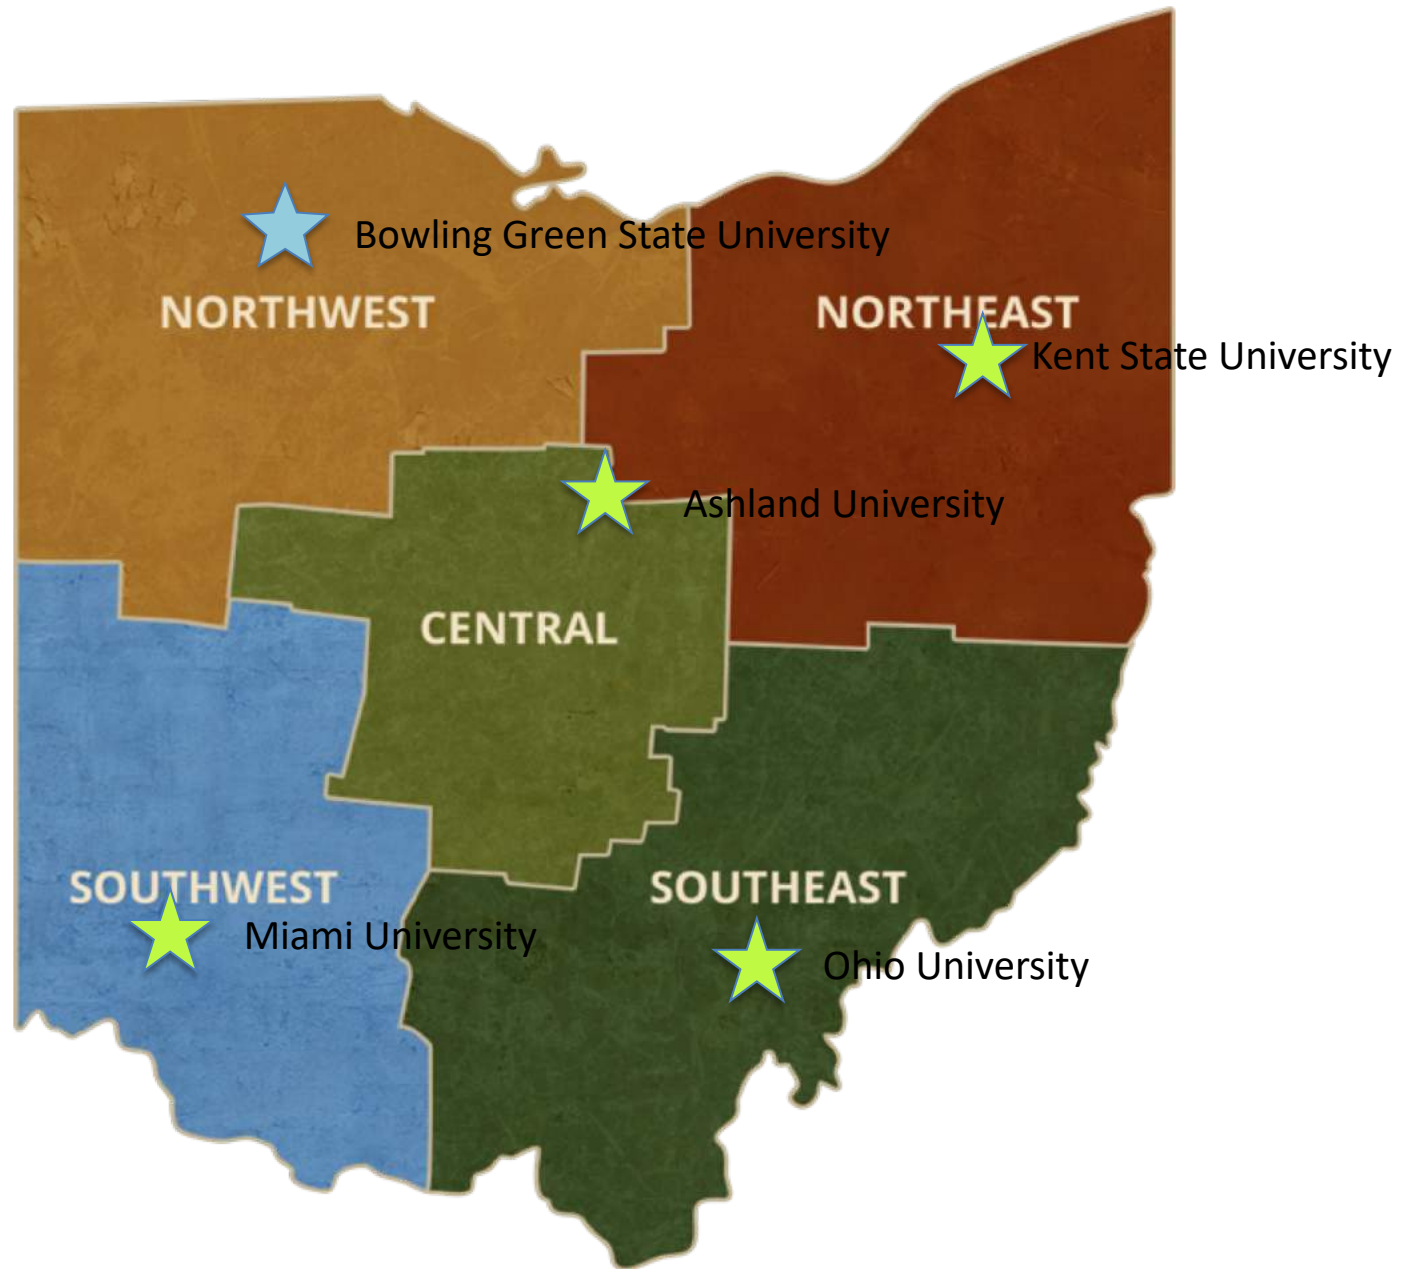 Bowling Green State University
NORTHWEST
NORTHEAST
Kent State University
Ashland University
CENTRAL
SOUTHWEST
SOUTHEAST
Miami University
Ohio University